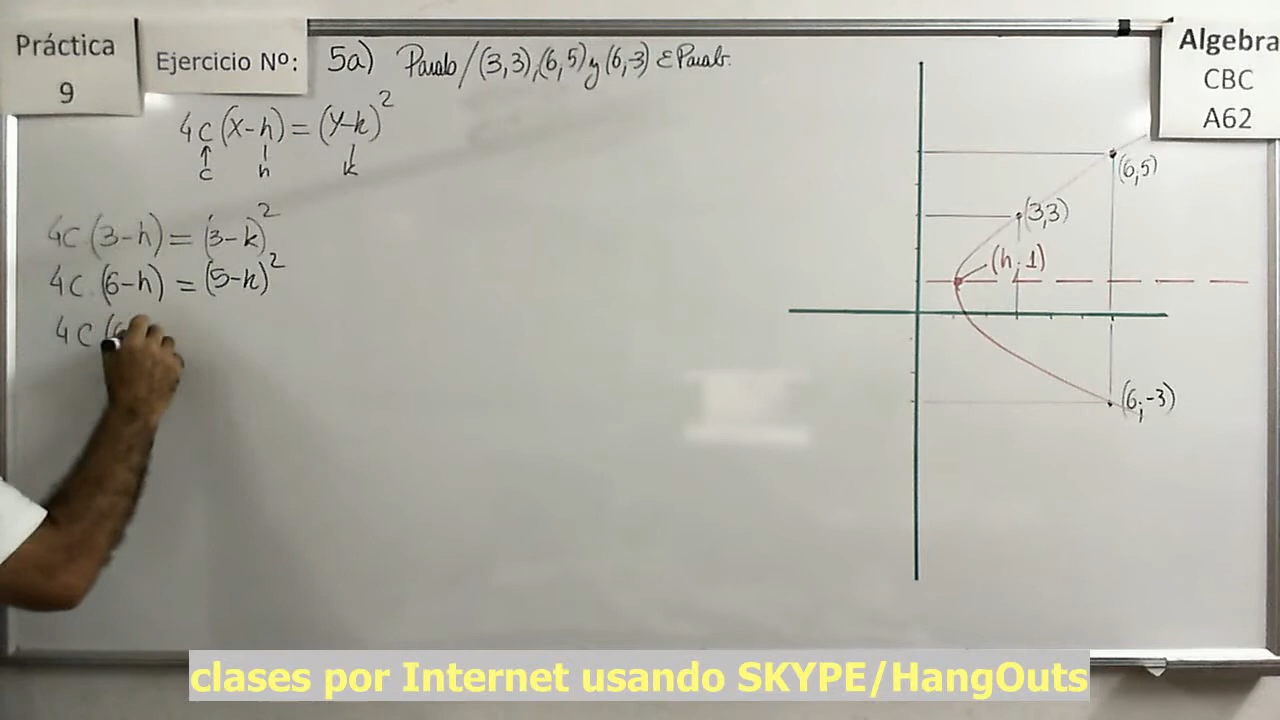 Práctica
9
Ejercicio Nº:
5a) Parab/(3,3),(6,5) y (6,-3) ε Parab.
Algebra
CBC
A62
4c(x-h)=(y-k)²
c h k
4c(3-h)=(3-k)²
4c.(6-h)=(5-k)²
4c(6
(6;5)
(3,3)
(h,1)
(6;-3)
clases por Internet usando SKYPE/HangOuts